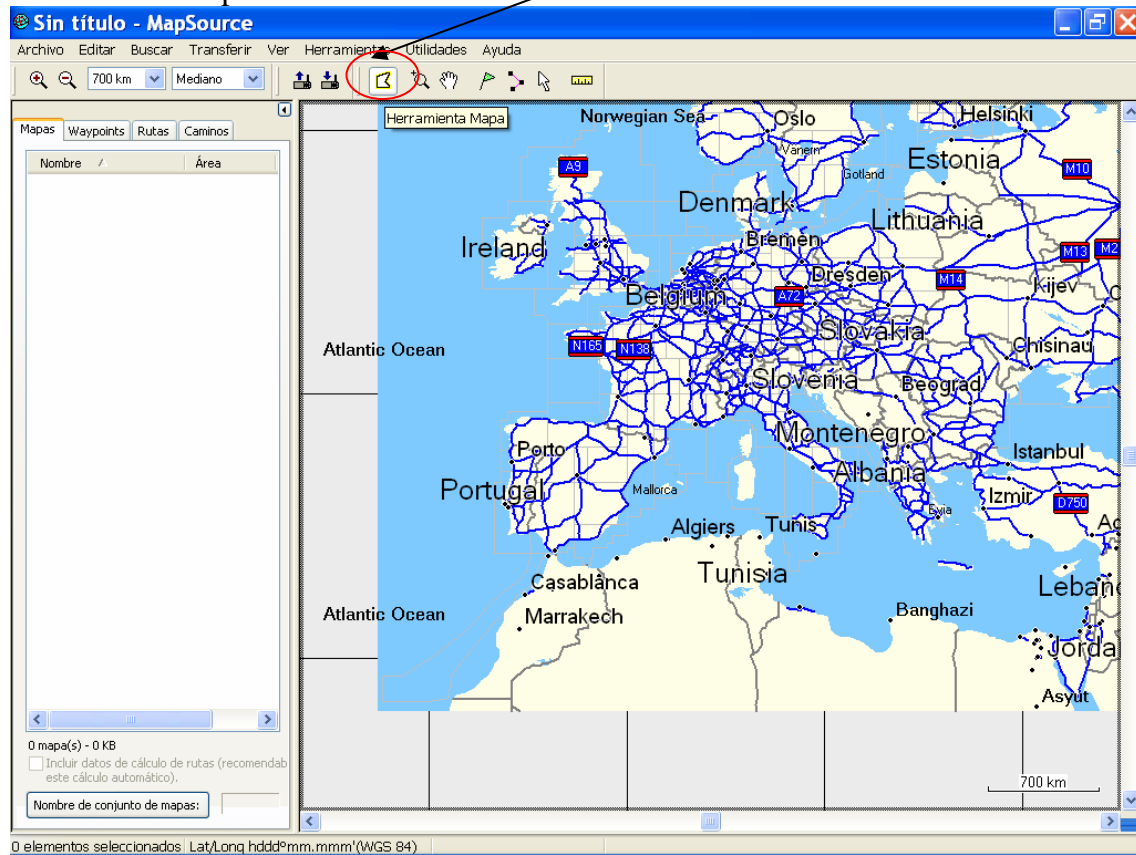 Sin título - MapSource
Archivo Editar Buscar Transferir Ver Herramientas Utilidades Ayuda
700 km Mediano
Herramienta Mapa
Mapas Waypoints Rutas Caminos
Nombre Área
Norwegian Sea
Oslo
Helsinki
Vanern
Estonia
A9
Gotland
M10
Denmark
Lithuania
Ireland
Bremen
M13
M2
Dresden
M14
Kijev
Belgium
A72
Slovakia
N165
N138
Chisinau
Atlantic Ocean
Slovenia
Beograd
Montenegro
Porto
Istanbul
Albania
Portugal
Mallorca
Izmir
D750
Evia
Algiers
Tunis
Tunisia
Casablanca
Atlantic Ocean
Marrakech
Banghazi
Asyut
0 mapa(s) - 0 KB
Incluir datos de cálculo de rutas (recomendab
este cálculo automático).
Nombre de conjunto de mapas:
700 km
0 elementos seleccionados Lat/Long hdddºmm.mmm'(WGS 84)